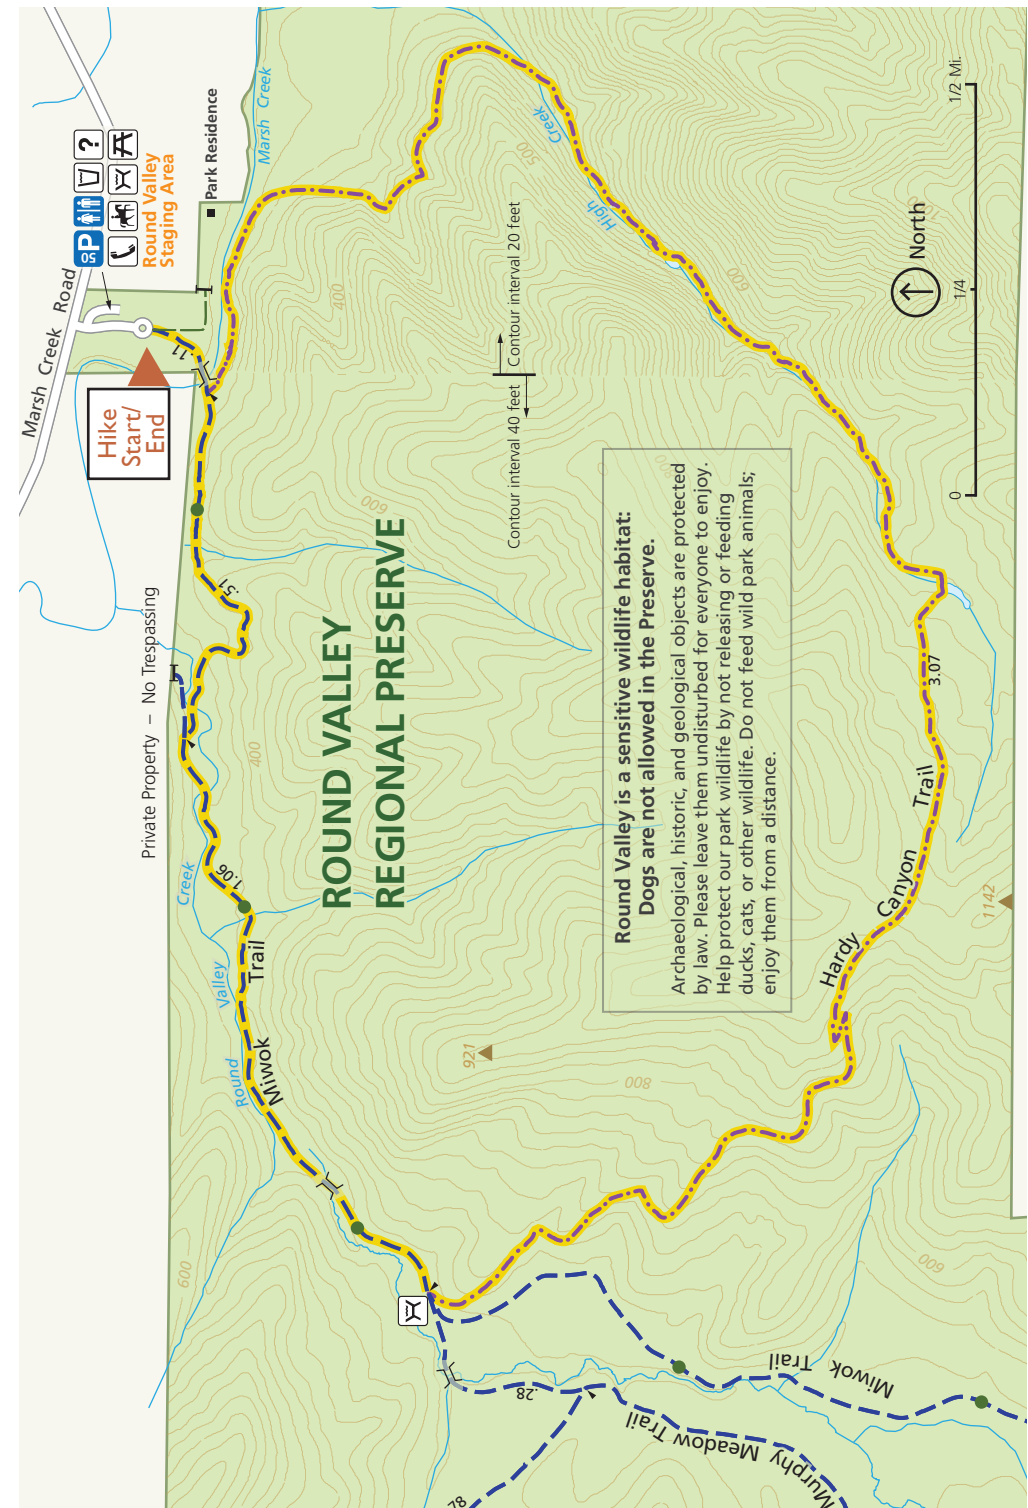 Marsh Creek Road
50 P
?
Round Valley
Staging Area
Park Residence
Marsh Creek
Hike
Start/
End
.11
Private Property – No Trespassing
.51
1.06
Round Valley Creek
Miwok Trail
ROUND VALLEY
REGIONAL PRESERVE
400
500
600
600
400
800
921
600
600
1142
High Creek
Contour interval 40 feet
Contour interval 20 feet
Round Valley is a sensitive wildlife habitat:
Dogs are not allowed in the Preserve.
Archaeological, historic, and geological objects are protected
by law. Please leave them undisturbed for everyone to enjoy.
Help protect our park wildlife by not releasing or feeding
ducks, cats, or other wildlife. Do not feed wild park animals;
enjoy them from a distance.
North
0
1/4
1/2 Mi.
3.07
Hardy Canyon Trail
.28
Miwok Trail
Murphy Meadow Trail
78